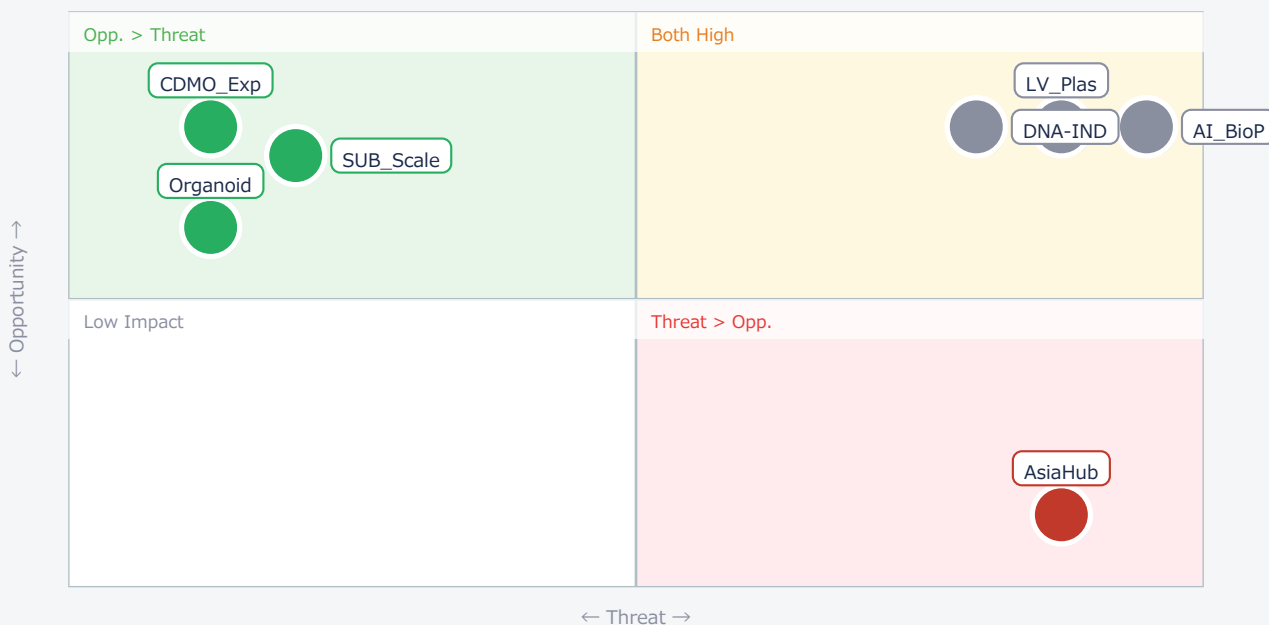 Opp. > Threat
Both High
CDMO_Exp
LV_Plas
DNA-IND
AI_BioP
SUB_Scale
Organoid
← Opportunity →
Low Impact
Threat > Opp.
AsiaHub
← Threat →